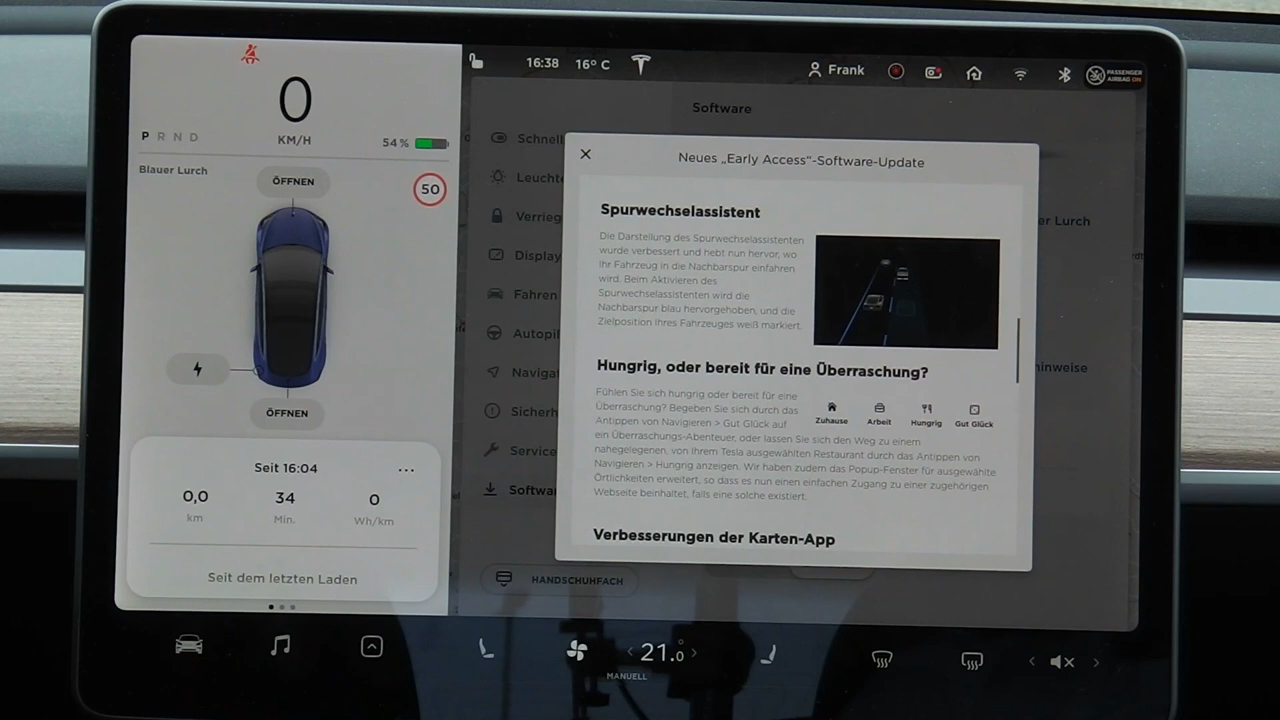 0
KM/H
P R N D
54 %
Blauer Lurch
ÖFFNEN
50
ÖFFNEN
Seit 16:04
...
0,0
34
0
km
Min.
Wh/km
Seit dem letzten Laden
16:38
16° C
Frank
PASSENGER
AIRBAG ON
Software
Neues „Early Access“-Software-Update
Spurwechselassistent
Die Darstellung des Spurwechselassistenten
wurde verbessert und hebt nun hervor, wo
Ihr Fahrzeug in die Nachbarspur einfahren
wird. Beim Aktivieren des
Spurwechselassistenten wird die
Nachbarspur blau hervorgehoben, und die
Zielposition Ihres Fahrzeuges weiß markiert.
Hungrig, oder bereit für eine Überraschung?
Fühlen Sie sich hungrig oder bereit für eine
Überraschung? Begeben Sie sich durch das
Antippen von Navigieren > Gut Glück auf
ein Überraschungs-Abenteuer, oder lassen Sie sich den Weg zu einem
nahegelegenen, von Ihrem Tesla ausgewählten Restaurant durch das Antippen von
Navigieren > Hungrig anzeigen. Wir haben zudem das Popup-Fenster für ausgewählte
Örtlichkeiten erweitert, so dass es nun einen einfachen Zugang zu einer zugehörigen
Webseite beinhaltet, falls eine solche existiert.
Zuhause
Arbeit
Hungrig
Gut Glück
Verbesserungen der Karten-App
Schnell
Leuchte
Verrieg
Display
Fahren
Autopil
Navigat
Sicherh
Service
Softwa
er Lurch
hinweise
HANDSCHUHFACH
21.0
MANUELL